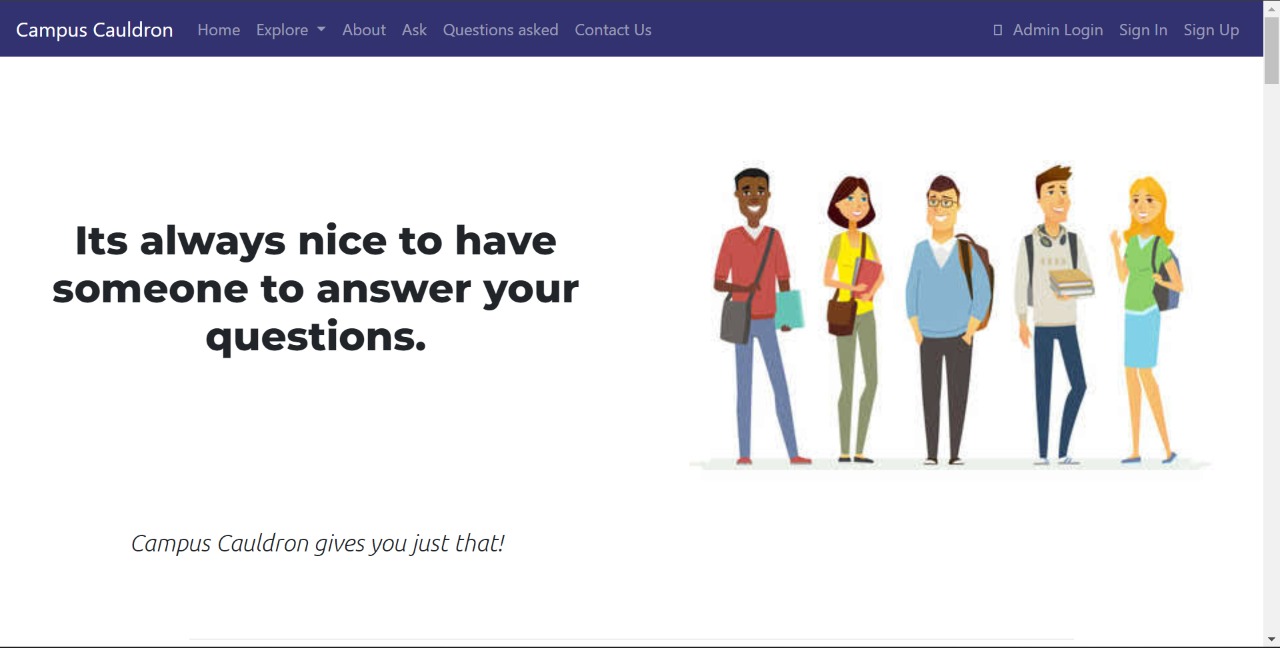 Campus Cauldron Home Explore About Ask Questions asked Contact Us Admin Login Sign In Sign Up
Its always nice to have
someone to answer your
questions.
Campus Cauldron gives you just that!